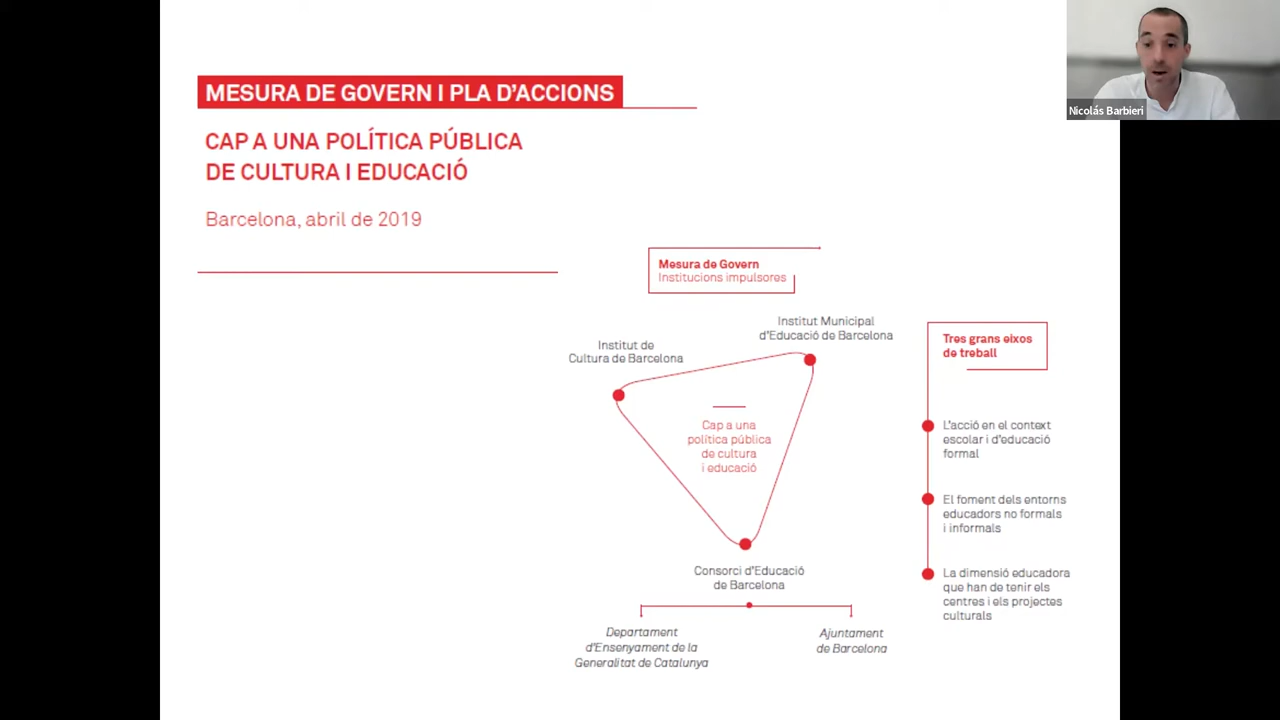 MESURA DE GOVERN I PLA D'ACCIONS
CAP A UNA POLÍTICA PÚBLICA
DE CULTURA I EDUCACIÓ
Barcelona, abril de 2019
Mesura de Govern
Institucions impulsores
Institut Municipal
d'Educació de Barcelona
Institut de
Cultura de Barcelona
Cap a una
política pública
de cultura
i educació
Consorci d'Educació
de Barcelona
Departament
d'Ensenyament de la
Generalitat de Catalunya
Ajuntament
de Barcelona
Tres grans eixos
de treball
L'acció en el context
escolar i d'educació
formal
El foment dels entorns
educadors no formals
i informals
La dimensió educadora
que han de tenir els
centres i els projectes
culturals
Nicolás Barbieri